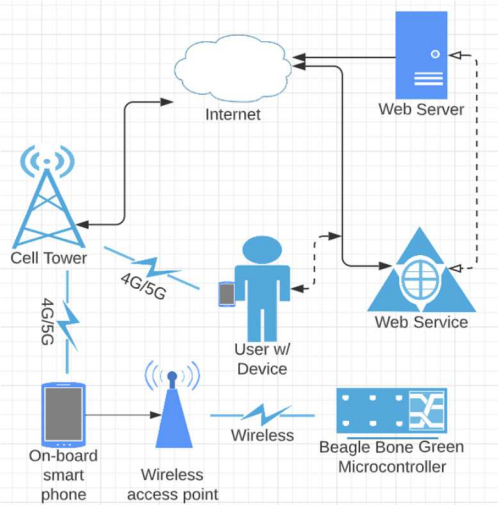 Internet
Web Server
Cell Tower
4G/5G
Web Service
4G/5G
User w/
Device
On-board
smart
phone
Wireless
access point
Wireless
Beagle Bone Green
Microcontroller